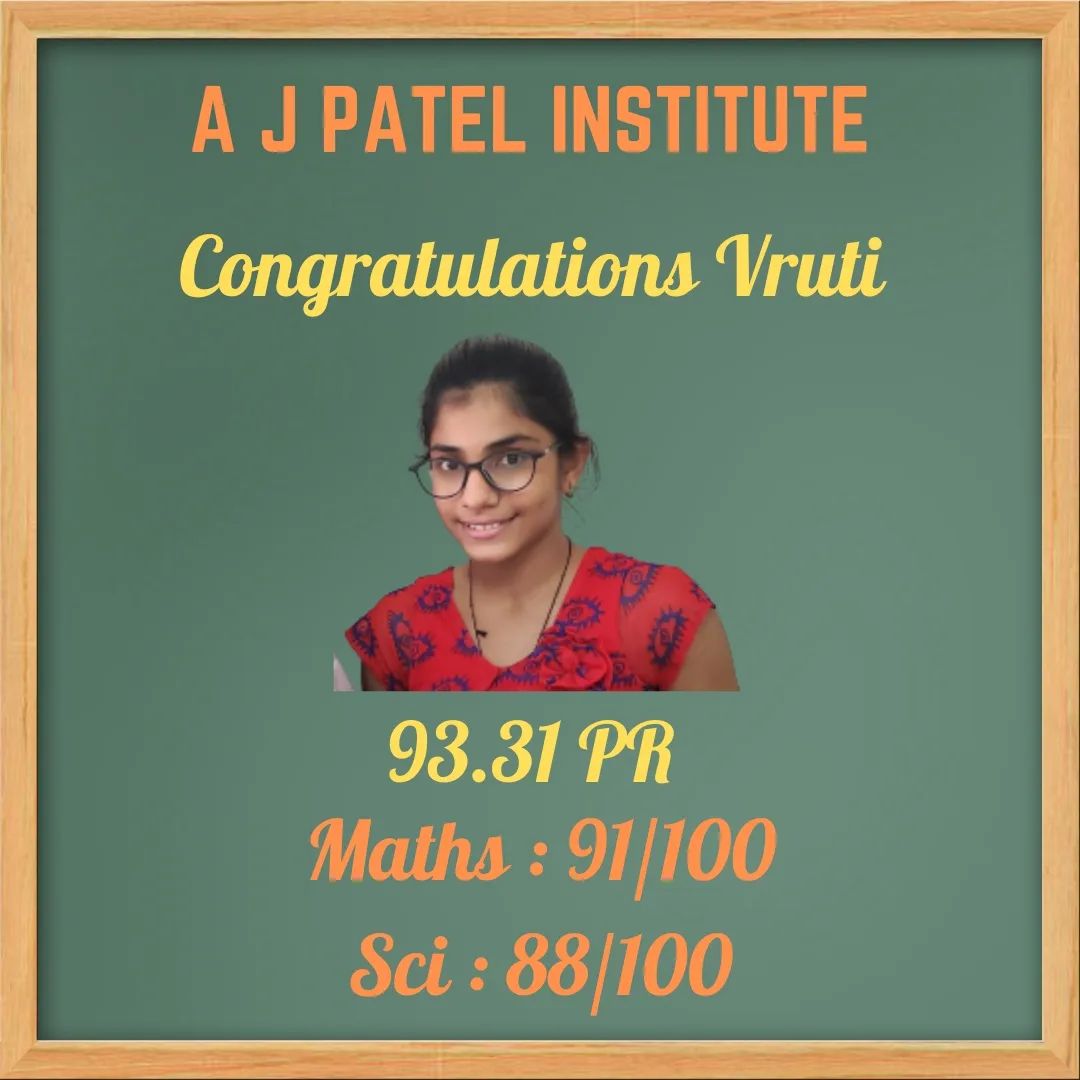 A J PATEL INSTITUTE
Congratulations Vruti
93.31 PR
Maths : 91/100
Sci : 88/100